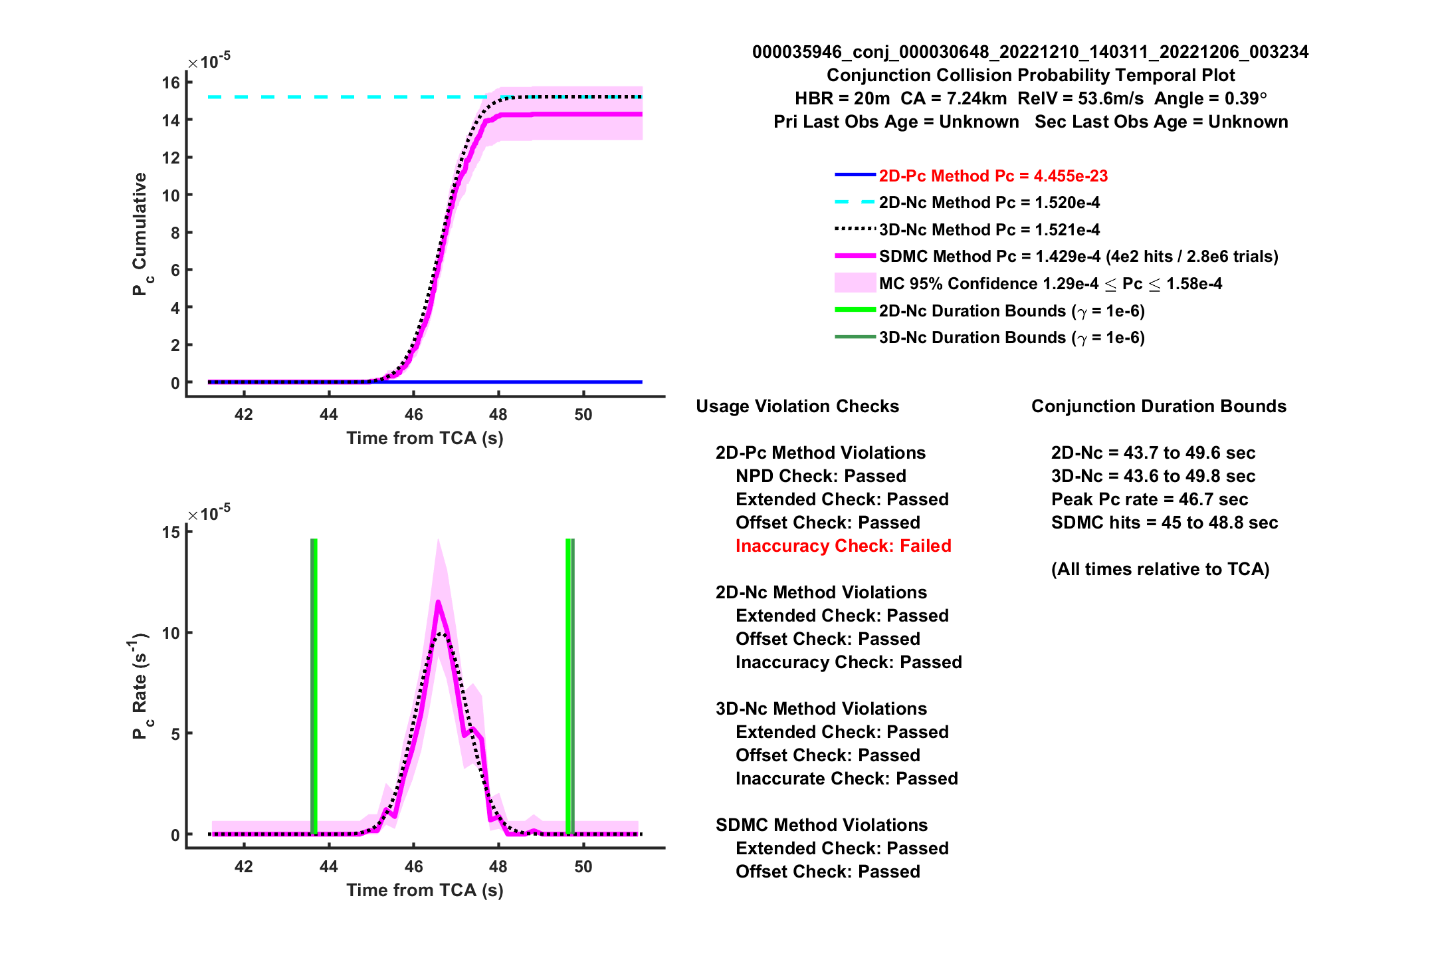 000035946_conj_000030648_20221210_140311_20221206_003234
Conjunction Collision Probability Temporal Plot
HBR = 20m  CA = 7.24km  RelV = 53.6m/s  Angle = 0.39°
Pri Last Obs Age = Unknown   Sec Last Obs Age = Unknown
×10⁻⁵
16
14
12
10
8
6
4
2
0
P_c Cumulative
42 44 46 48 50
Time from TCA (s)
2D-Pc Method Pc = 4.455e-23
2D-Nc Method Pc = 1.520e-4
3D-Nc Method Pc = 1.521e-4
SDMC Method Pc = 1.429e-4 (4e2 hits / 2.8e6 trials)
MC 95% Confidence 1.29e-4 ≤ Pc ≤ 1.58e-4
2D-Nc Duration Bounds (γ = 1e-6)
3D-Nc Duration Bounds (γ = 1e-6)
×10⁻⁵
15
10
5
0
P_c Rate (s⁻¹)
42 44 46 48 50
Time from TCA (s)
Usage Violation Checks
2D-Pc Method Violations
NPD Check: Passed
Extended Check: Passed
Offset Check: Passed
Inaccuracy Check: Failed
2D-Nc Method Violations
Extended Check: Passed
Offset Check: Passed
Inaccuracy Check: Passed
3D-Nc Method Violations
Extended Check: Passed
Offset Check: Passed
Inaccurate Check: Passed
SDMC Method Violations
Extended Check: Passed
Offset Check: Passed
Conjunction Duration Bounds
2D-Nc = 43.7 to 49.6 sec
3D-Nc = 43.6 to 49.8 sec
Peak Pc rate = 46.7 sec
SDMC hits = 45 to 48.8 sec
(All times relative to TCA)